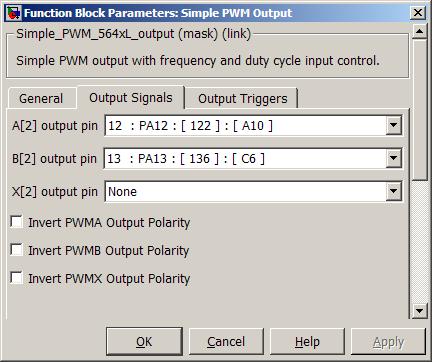 Function Block Parameters: Simple PWM Output
Simple_PWM_564xL_output (mask) (link)
Simple PWM output with frequency and duty cycle input control.
General Output Signals Output Triggers
A[2] output pin 12 : PA12 : [ 122 ] : [ A10 ]
B[2] output pin 13 : PA13 : [ 136 ] : [ C6 ]
X[2] output pin None
Invert PWMA Output Polarity
Invert PWMB Output Polarity
Invert PWMX Output Polarity
OK Cancel Help Apply